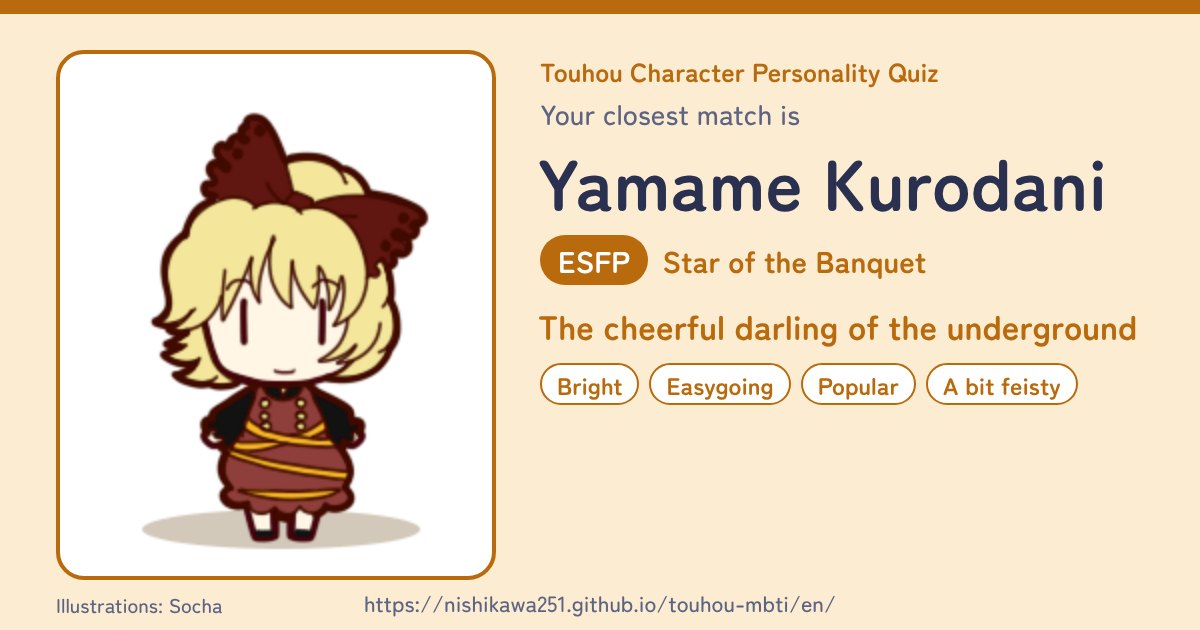 Touhou Character Personality Quiz
Your closest match is
Yamame Kurodani
ESFP Star of the Banquet
The cheerful darling of the underground
Bright Easygoing Popular A bit feisty
Illustrations: Socha https://nishikawa251.github.io/touhou-mbti/en/